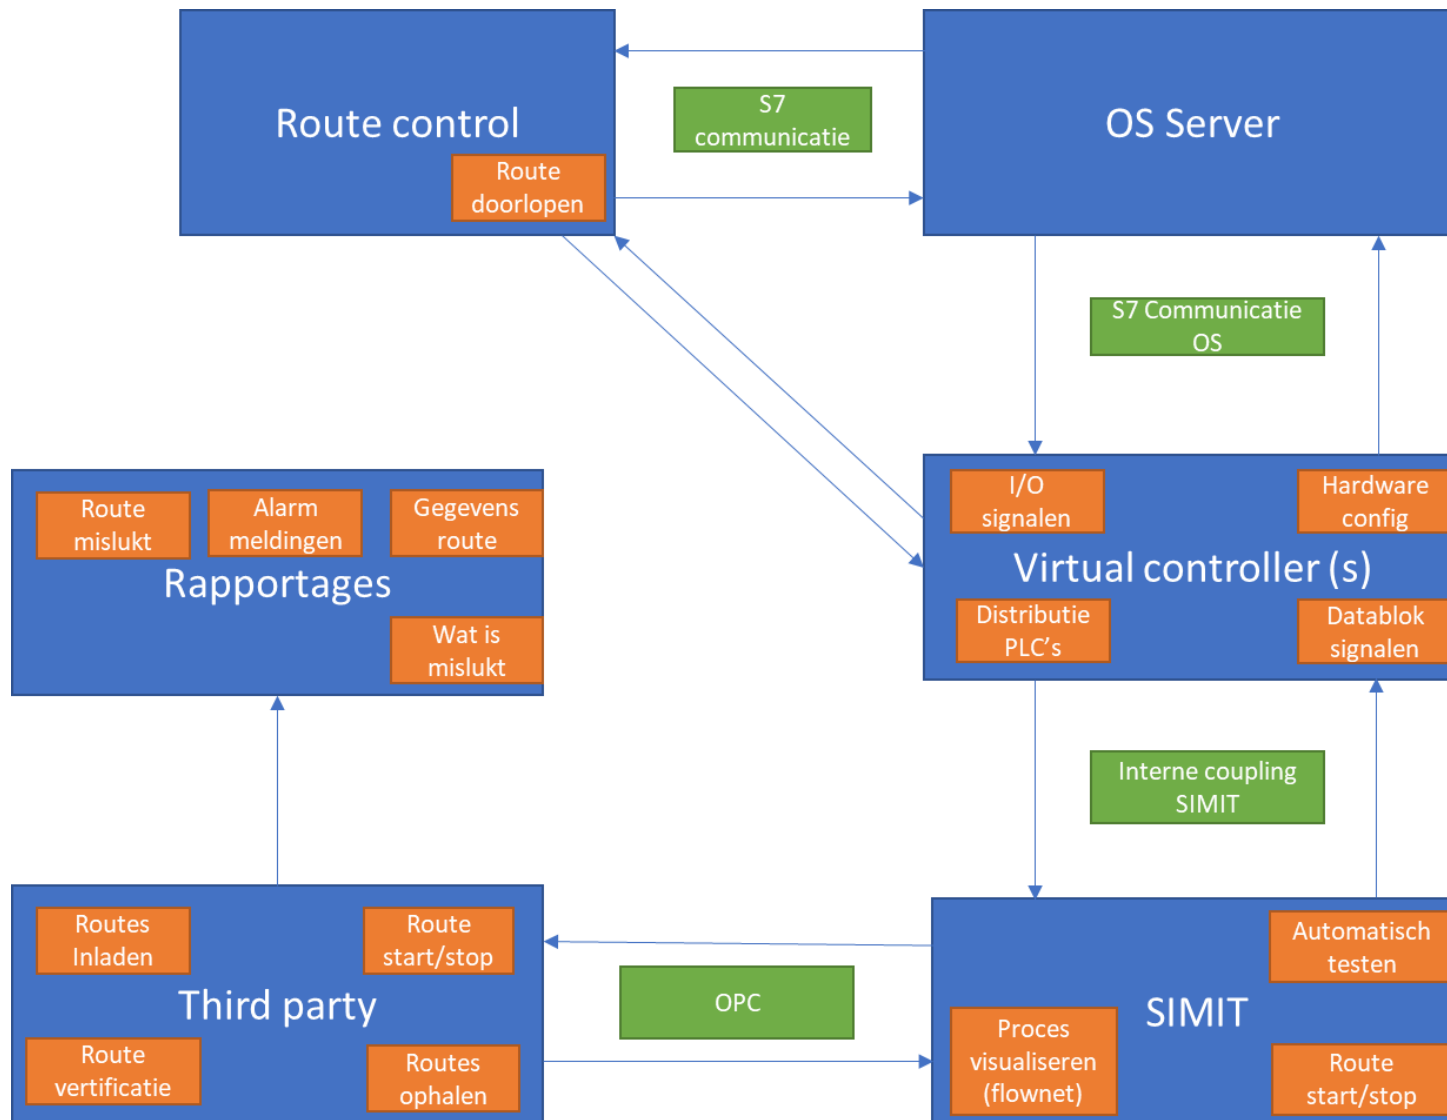 Route control
Route
doorlopen
S7
communicatie
OS Server
S7 Communicatie
OS
Route
mislukt
Alarm
meldingen
Gegevens
route
Rapportages
Wat is
mislukt
I/O
signalen
Hardware
config
Virtual controller (s)
Distributie
PLC's
Datablok
signalen
Interne coupling
SIMIT
Routes
Inladen
Route
start/stop
Third party
Route
vertificatie
Routes
ophalen
OPC
Automatisch
testen
SIMIT
Proces
visualiseren
(flownet)
Route
start/stop